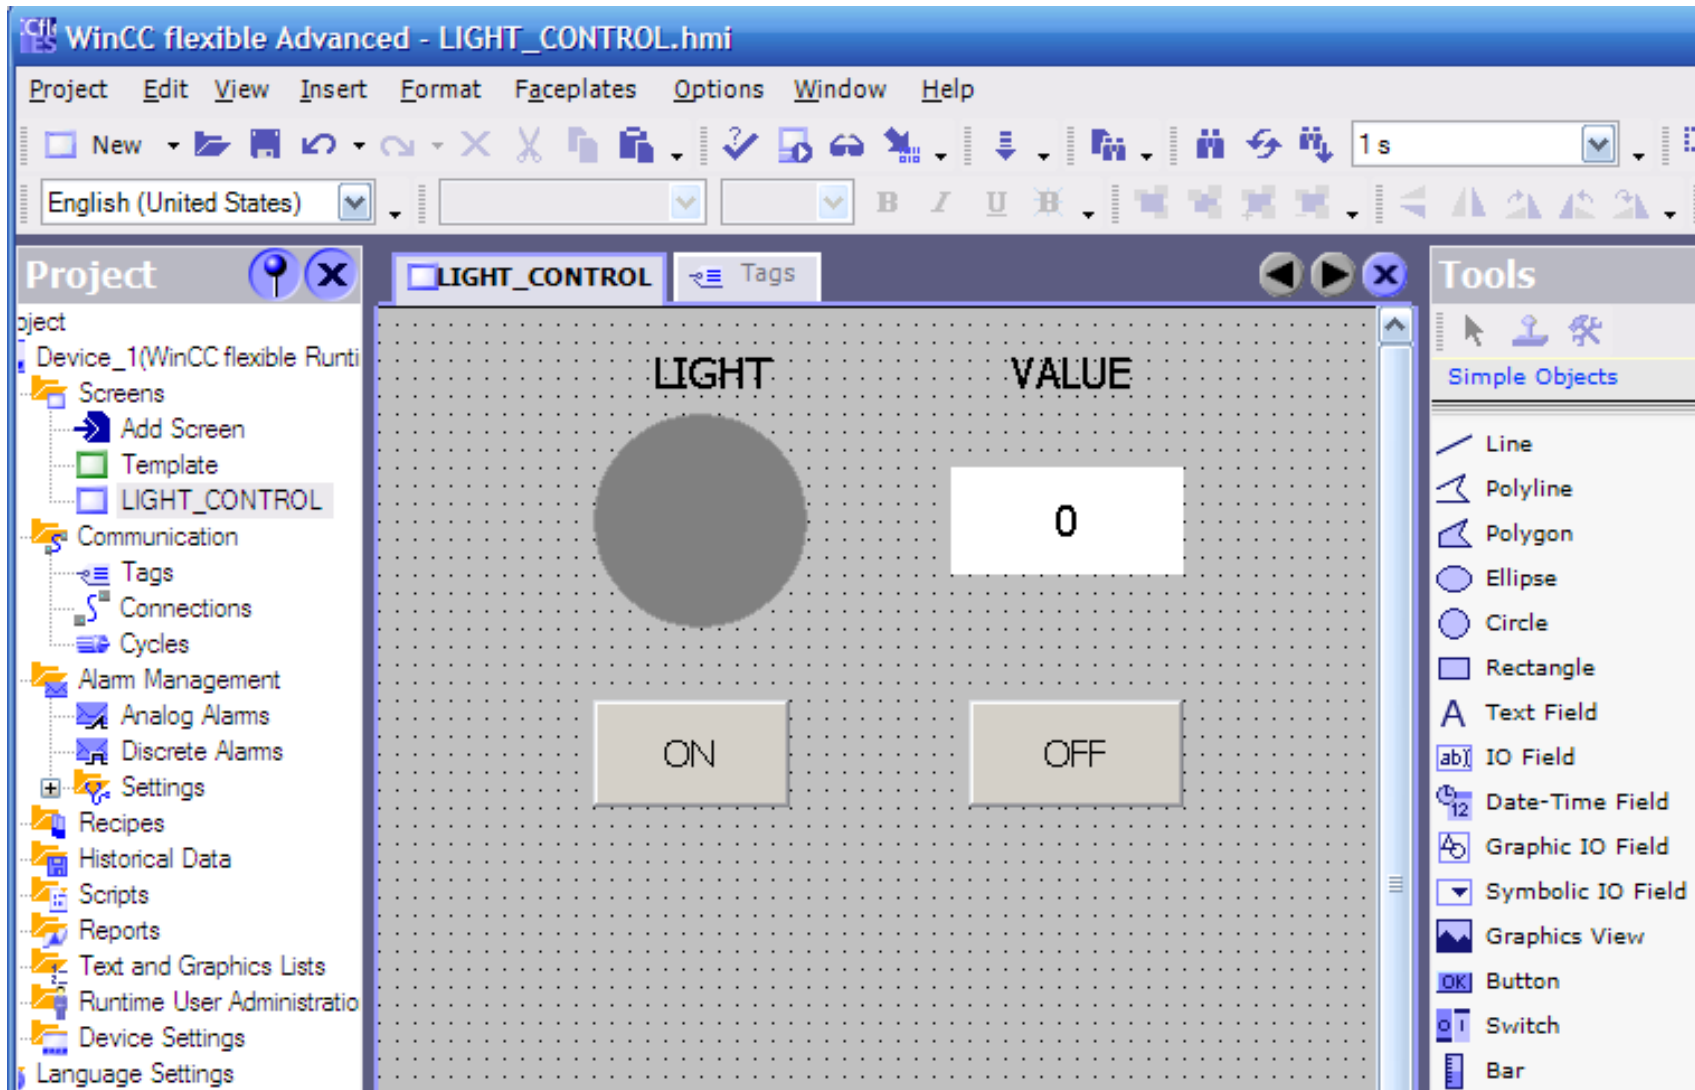 WinCC flexible Advanced - LIGHT_CONTROL.hmi
Project Edit View Insert Format Faceplates Options Window Help
New 1 s
English (United States) B I U B
Project
LIGHT_CONTROL Tags
Tools
oject
Device_1(WinCC flexible Runti
Screens
Add Screen
Template
LIGHT_CONTROL
Communication
Tags
Connections
Cycles
Alarm Management
Analog Alarms
Discrete Alarms
Settings
Recipes
Historical Data
Scripts
Reports
Text and Graphics Lists
Runtime User Administratio
Device Settings
Language Settings
LIGHT VALUE
0
ON OFF
Simple Objects
Line
Polyline
Polygon
Ellipse
Circle
Rectangle
A Text Field
ab IO Field
12 Date-Time Field
Graphic IO Field
Symbolic IO Field
Graphics View
OK Button
Switch
Bar